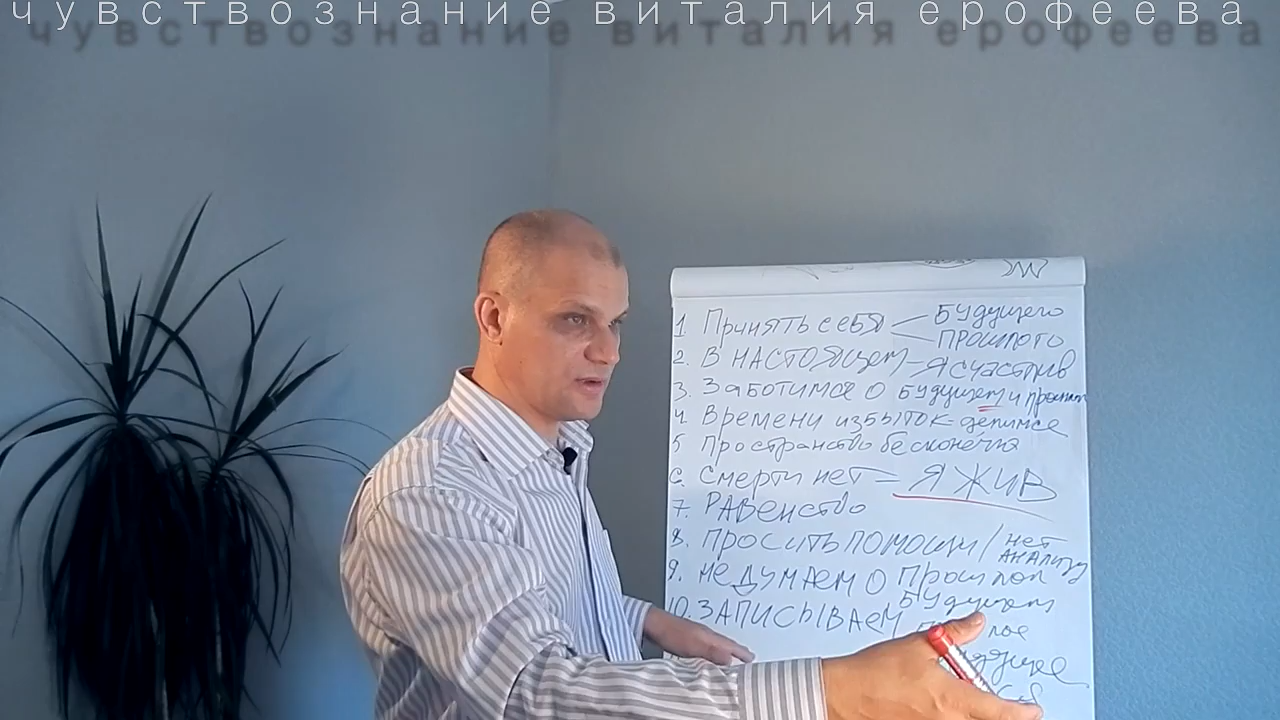 чувствознание виталия ерофеева
1 Принять себя
Будущего
Прошлого
2. В НАСТОЯЩЕМ - Я СЧАСТЛИВ
3. Заботимся о будущем и прошлом
4. Времени избыток делимся
5 Пространство бесконечно
6. Смерти нет = Я ЖИВ
7. РАВЕНСТВО
8. ПРОСИТЬ ПОМОЩИ / НЕТ
АНАЛИЗУ
9. НЕ ДУМАЕМ О Прошлом
Будущем
10. ЗАПИСЫВАЕМ